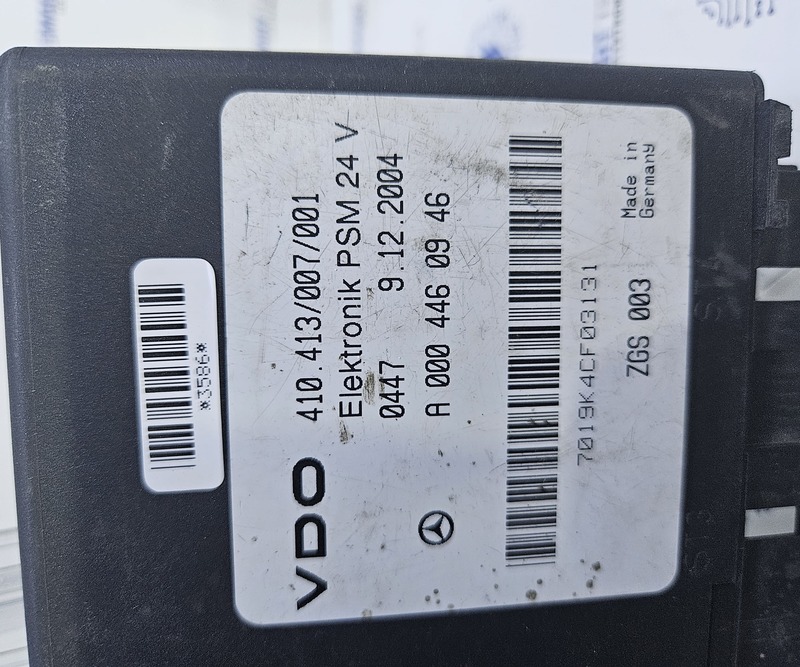 *3586*
VDO
410.413/007/001
Elektronik PSM 24 V
0447 9.12.2004
A 000 446 09 46
7019K4CF03131
ZGS 003
Made in
Germany